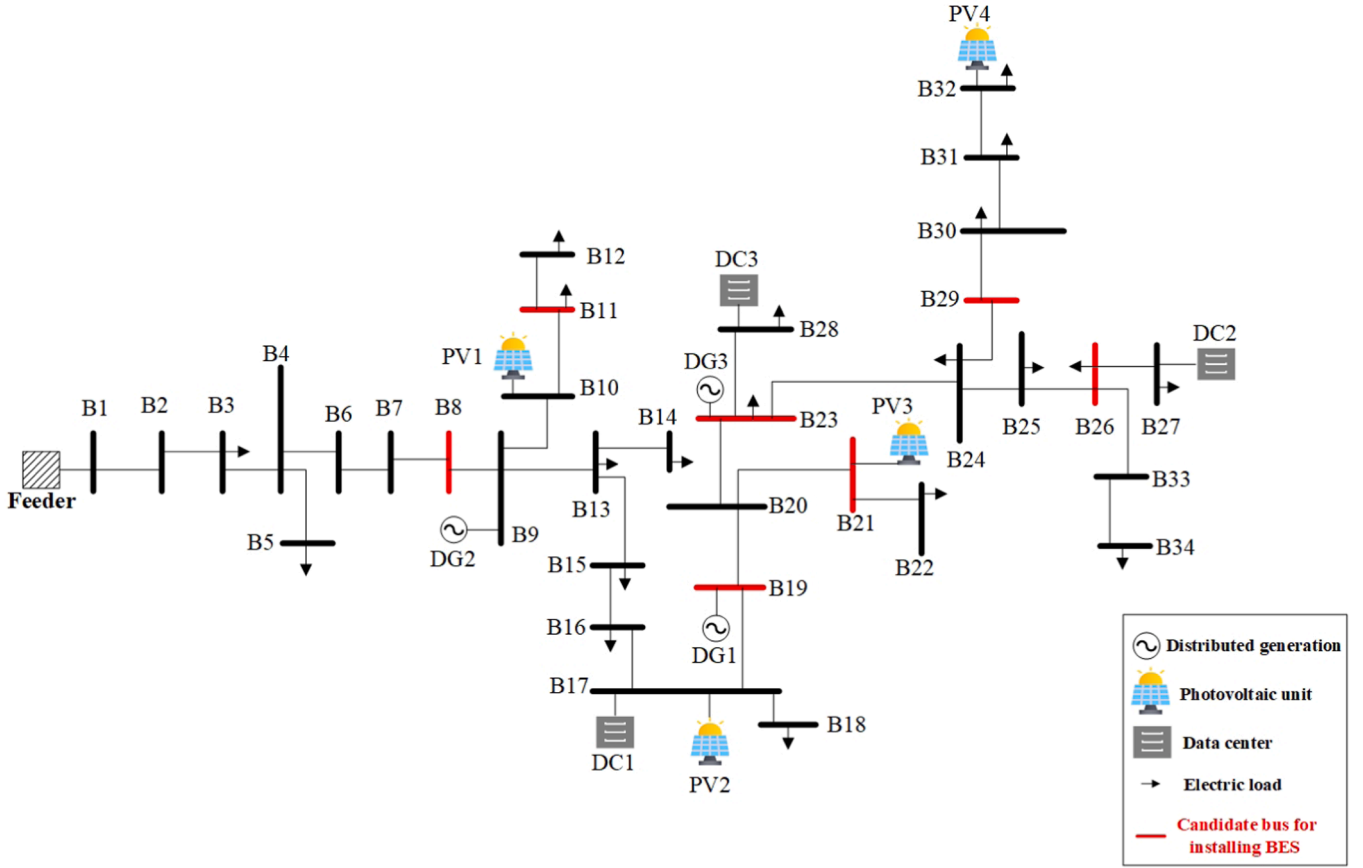 PV4
B32
B31
B30
B29
B12
B11
PV1
B10
DC3
B28
DG3
B23
DC2
B4
B1
B2
B3
B6
B7
B8
B14
PV3
B24
B25
B26
B27
Feeder
B5
DG2
B9
B13
B20
B21
B22
B33
B34
B15
B19
B16
DG1
B17
B18
DC1
PV2
Distributed generation
Photovoltaic unit
Data center
Electric load
Candidate bus for
installing BES